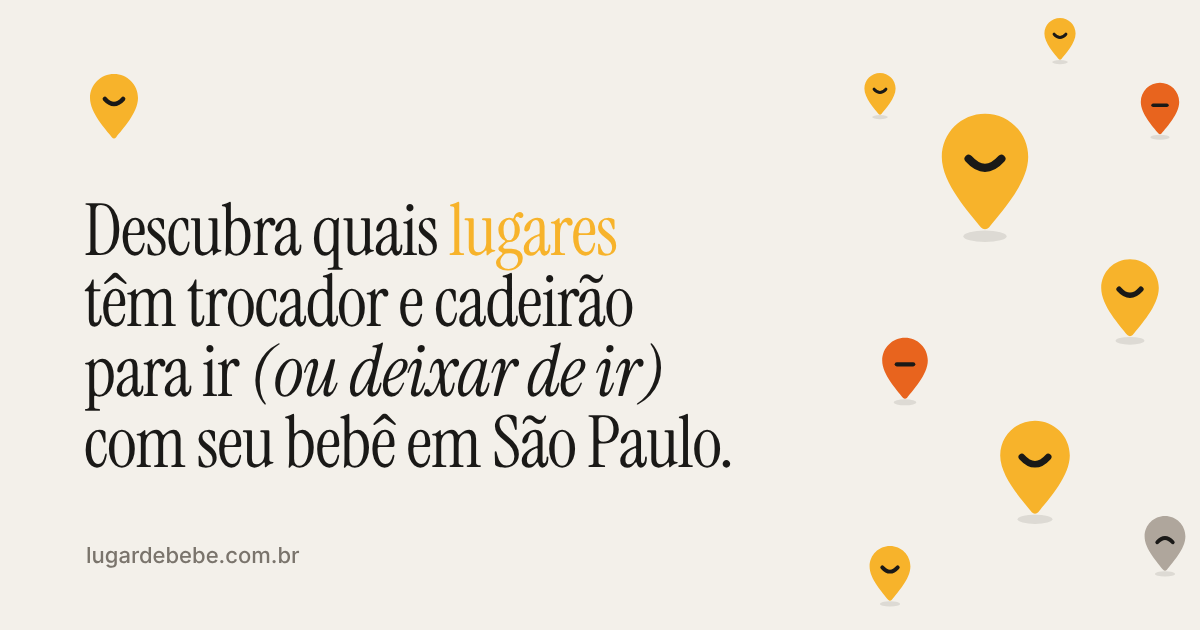 Descubra quais lugares
têm trocador e cadeirão
para ir (ou deixar de ir)
com seu bebê em São Paulo.
lugardebebe.com.br